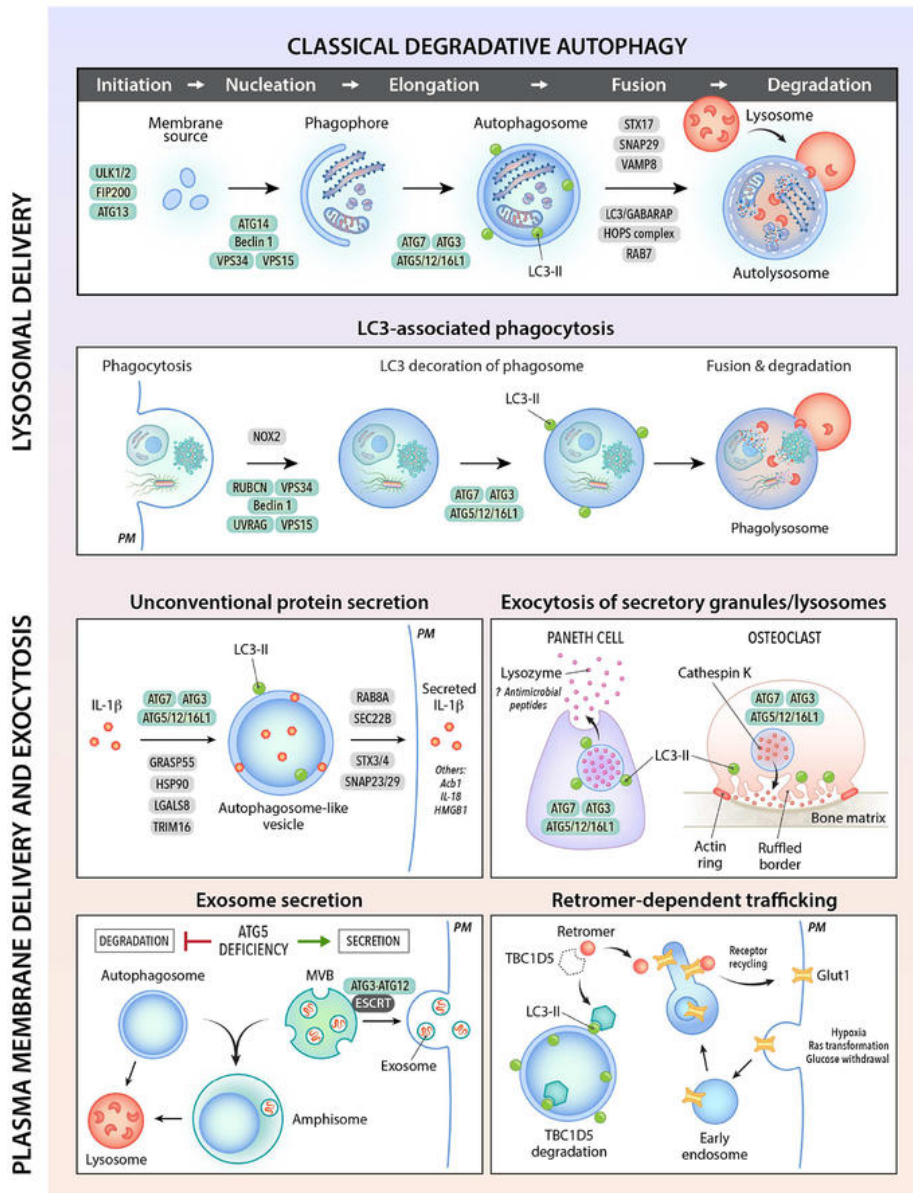 LYSOSOMAL DELIVERY
CLASSICAL DEGRADATIVE AUTOPHAGY
Initiation → Nucleation → Elongation → Fusion → Degradation
Membrane
source
Phagophore
Autophagosome
Lysosome
ULK1/2
FIP200
ATG13
ATG14
Beclin 1
VPS34 VPS15
ATG7 ATG3
ATG5/12/16L1
LC3-II
STX17
SNAP29
VAMP8
LC3/GABARAP
HOPS complex
RAB7
Autolysosome
LC3-associated phagocytosis
Phagocytosis
LC3 decoration of phagosome
Fusion & degradation
LC3-II
NOX2
RUBCN VPS34
Beclin 1
UVRAG VPS15
PM
ATG7 ATG3
ATG5/12/16L1
Phagolysosome
PLASMA MEMBRANE DELIVERY AND EXOCYTOSIS
Unconventional protein secretion
PM
LC3-II
IL-1β
ATG7 ATG3
ATG5/12/16L1
GRASP55
HSP90
LGALS8
TRIM16
Autophagosome-like
vesicle
RAB8A
SEC22B
STX3/4
SNAP23/29
Secreted
IL-1β
Others:
Acb1
IL-18
HMGB1
Exocytosis of secretory granules/lysosomes
PANETH CELL
Lysozyme
? Antimicrobial
peptides
LC3-II
ATG7 ATG3
ATG5/12/16L1
OSTEOCLAST
Cathespin K
ATG7 ATG3
ATG5/12/16L1
Bone matrix
Actin
ring
Ruffled
border
Exosome secretion
DEGRADATION
ATG5
DEFICIENCY
SECRETION
PM
Autophagosome
MVB
ATG3-ATG12
ESCRT
Exosome
Amphisome
Lysosome
Retromer-dependent trafficking
PM
Retromer
TBC1D5
Receptor
recycling
Glut1
LC3-II
Hypoxia
Ras transformation
Glucose withdrawal
TBC1D5
degradation
Early
endosome